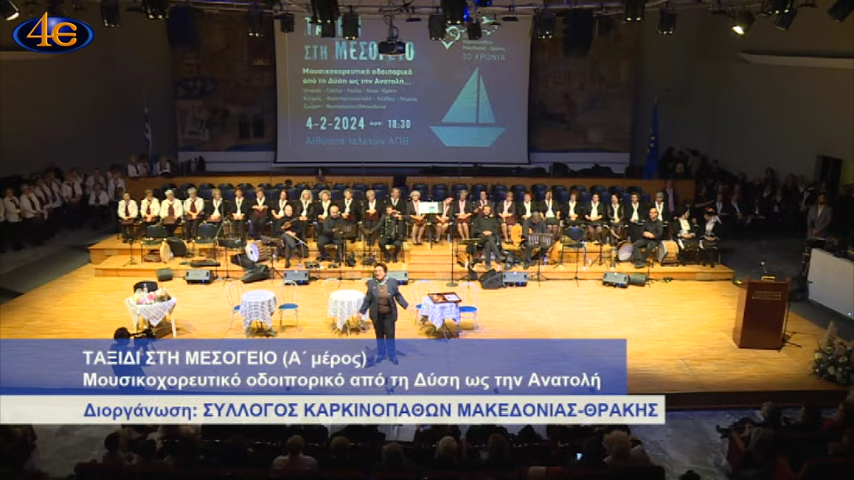 4Ε
ΤΑΞΙΔΙ
ΣΤΗ ΜΕΣΟΓΕΙΟ
30 ΧΡΟΝΙΑ
Μουσικοχορευτικό οδοιπορικό
από τη Δύση ως την Ανατολή...
4-2-2024 ώρα: 18:30
Αίθουσα τελετών ΑΠΘ
ΤΑΞΙΔΙ ΣΤΗ ΜΕΣΟΓΕΙΟ (Α΄ μέρος)
Μουσικοχορευτικό οδοιπορικό από τη Δύση ως την Ανατολή
Διοργάνωση: ΣΥΛΛΟΓΟΣ ΚΑΡΚΙΝΟΠΑΘΩΝ ΜΑΚΕΔΟΝΙΑΣ-ΘΡΑΚΗΣ